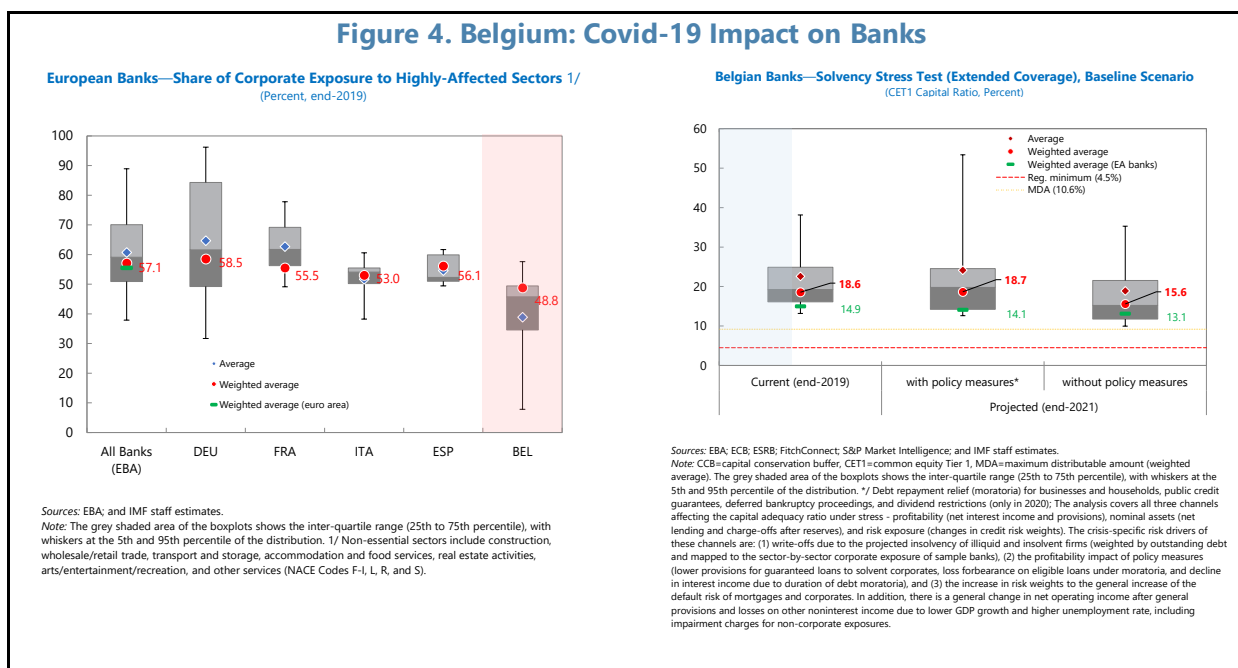 Figure 4. Belgium: Covid-19 Impact on Banks
European Banks—Share of Corporate Exposure to Highly-Affected Sectors 1/
(Percent, end-2019)
100
90
80
70
60
50
40
30
20
10
0
57.1
58.5
55.5
53.0
56.1
48.8
Average
Weighted average
Weighted average (euro area)
All Banks
(EBA)
DEU
FRA
ITA
ESP
BEL
Sources: EBA; and IMF staff estimates.
Note: The grey shaded area of the boxplots shows the inter-quartile range (25th to 75th percentile), with
whiskers at the 5th and 95th percentile of the distribution. 1/ Non-essential sectors include construction,
wholesale/retail trade, transport and storage, accommodation and food services, real estate activities,
arts/entertainment/recreation, and other services (NACE Codes F-I, L, R, and S).
Belgian Banks—Solvency Stress Test (Extended Coverage), Baseline Scenario
(CET1 Capital Ratio, Percent)
60
50
40
30
20
10
0
Average
Weighted average
Weighted average (EA banks)
Reg. minimum (4.5%)
MDA (10.6%)
18.6
14.9
18.7
14.1
15.6
13.1
Current (end-2019)
with policy measures*
without policy measures
Projected (end-2021)
Sources: EBA; ECB; ESRB; FitchConnect; S&P Market Intelligence; and IMF staff estimates.
Note: CCB=capital conservation buffer, CET1=common equity Tier 1, MDA=maximum distributable amount (weighted
average). The grey shaded area of the boxplots shows the inter-quartile range (25th to 75th percentile), with whiskers at the
5th and 95th percentile of the distribution. */ Debt repayment relief (moratoria) for businesses and households, public credit
guarantees, deferred bankruptcy proceedings, and dividend restrictions (only in 2020); The analysis covers all three channels
affecting the capital adequacy ratio under stress - profitability (net interest income and provisions), nominal assets (net
lending and charge-offs after reserves), and risk exposure (changes in credit risk weights). The crisis-specific risk drivers of
these channels are: (1) write-offs due to the projected insolvency of illiquid and insolvent firms (weighted by outstanding debt
and mapped to the sector-by-sector corporate exposure of sample banks), (2) the profitability impact of policy measures
(lower provisions for guaranteed loans to solvent corporates, loss forbearance on eligible loans under moratoria, and decline
in interest income due to duration of debt moratoria), and (3) the increase in risk weights to the general increase of the
default risk of mortgages and corporates. In addition, there is a general change in net operating income after general
provisions and losses on other noninterest income due to lower GDP growth and higher unemployment rate, including
impairment charges for non-corporate exposures.